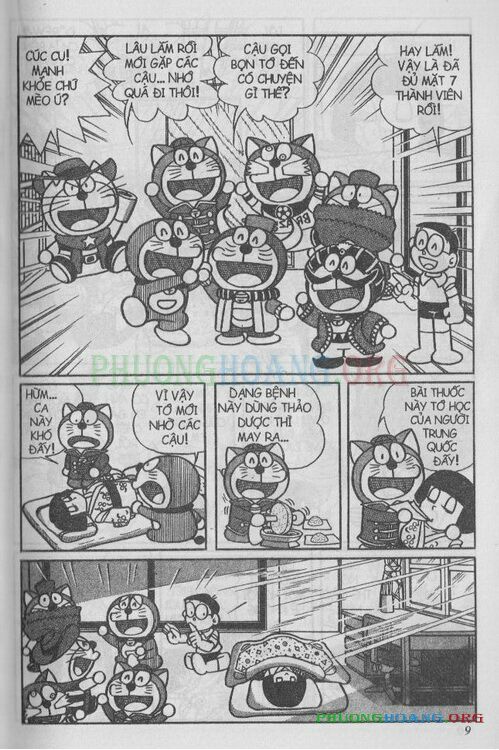 CÚC CU!
MẠNH
KHỎE CHỨ
MÈO Ú?
LÂU LẮM RỒI
MỚI GẶP CÁC
CẬU... NHỚ
QUÁ ĐI THÔI!
CẬU GỌI
BỌN TỚ ĐẾN
CÓ CHUYỆN
GÌ THẾ?
HAY LẮM!
VẬY LÀ ĐÃ
ĐỦ MẶT 7
THÀNH VIÊN
RỒI!
PHUONGHOANG.ORG
HỪM...
CA
NÀY KHÓ
ĐẤY!
VÌ VẬY
TỚ MỚI
NHỜ CÁC
CẬU!
DẠNG BỆNH
NÀY DÙNG THẢO
DƯỢC THÌ
MAY RA...
BÀI THUỐC
NÀY TỚ HỌC
CỦA NGƯỜI
TRUNG
QUỐC
ĐẤY!
PHUONGHOANG.ORG
9